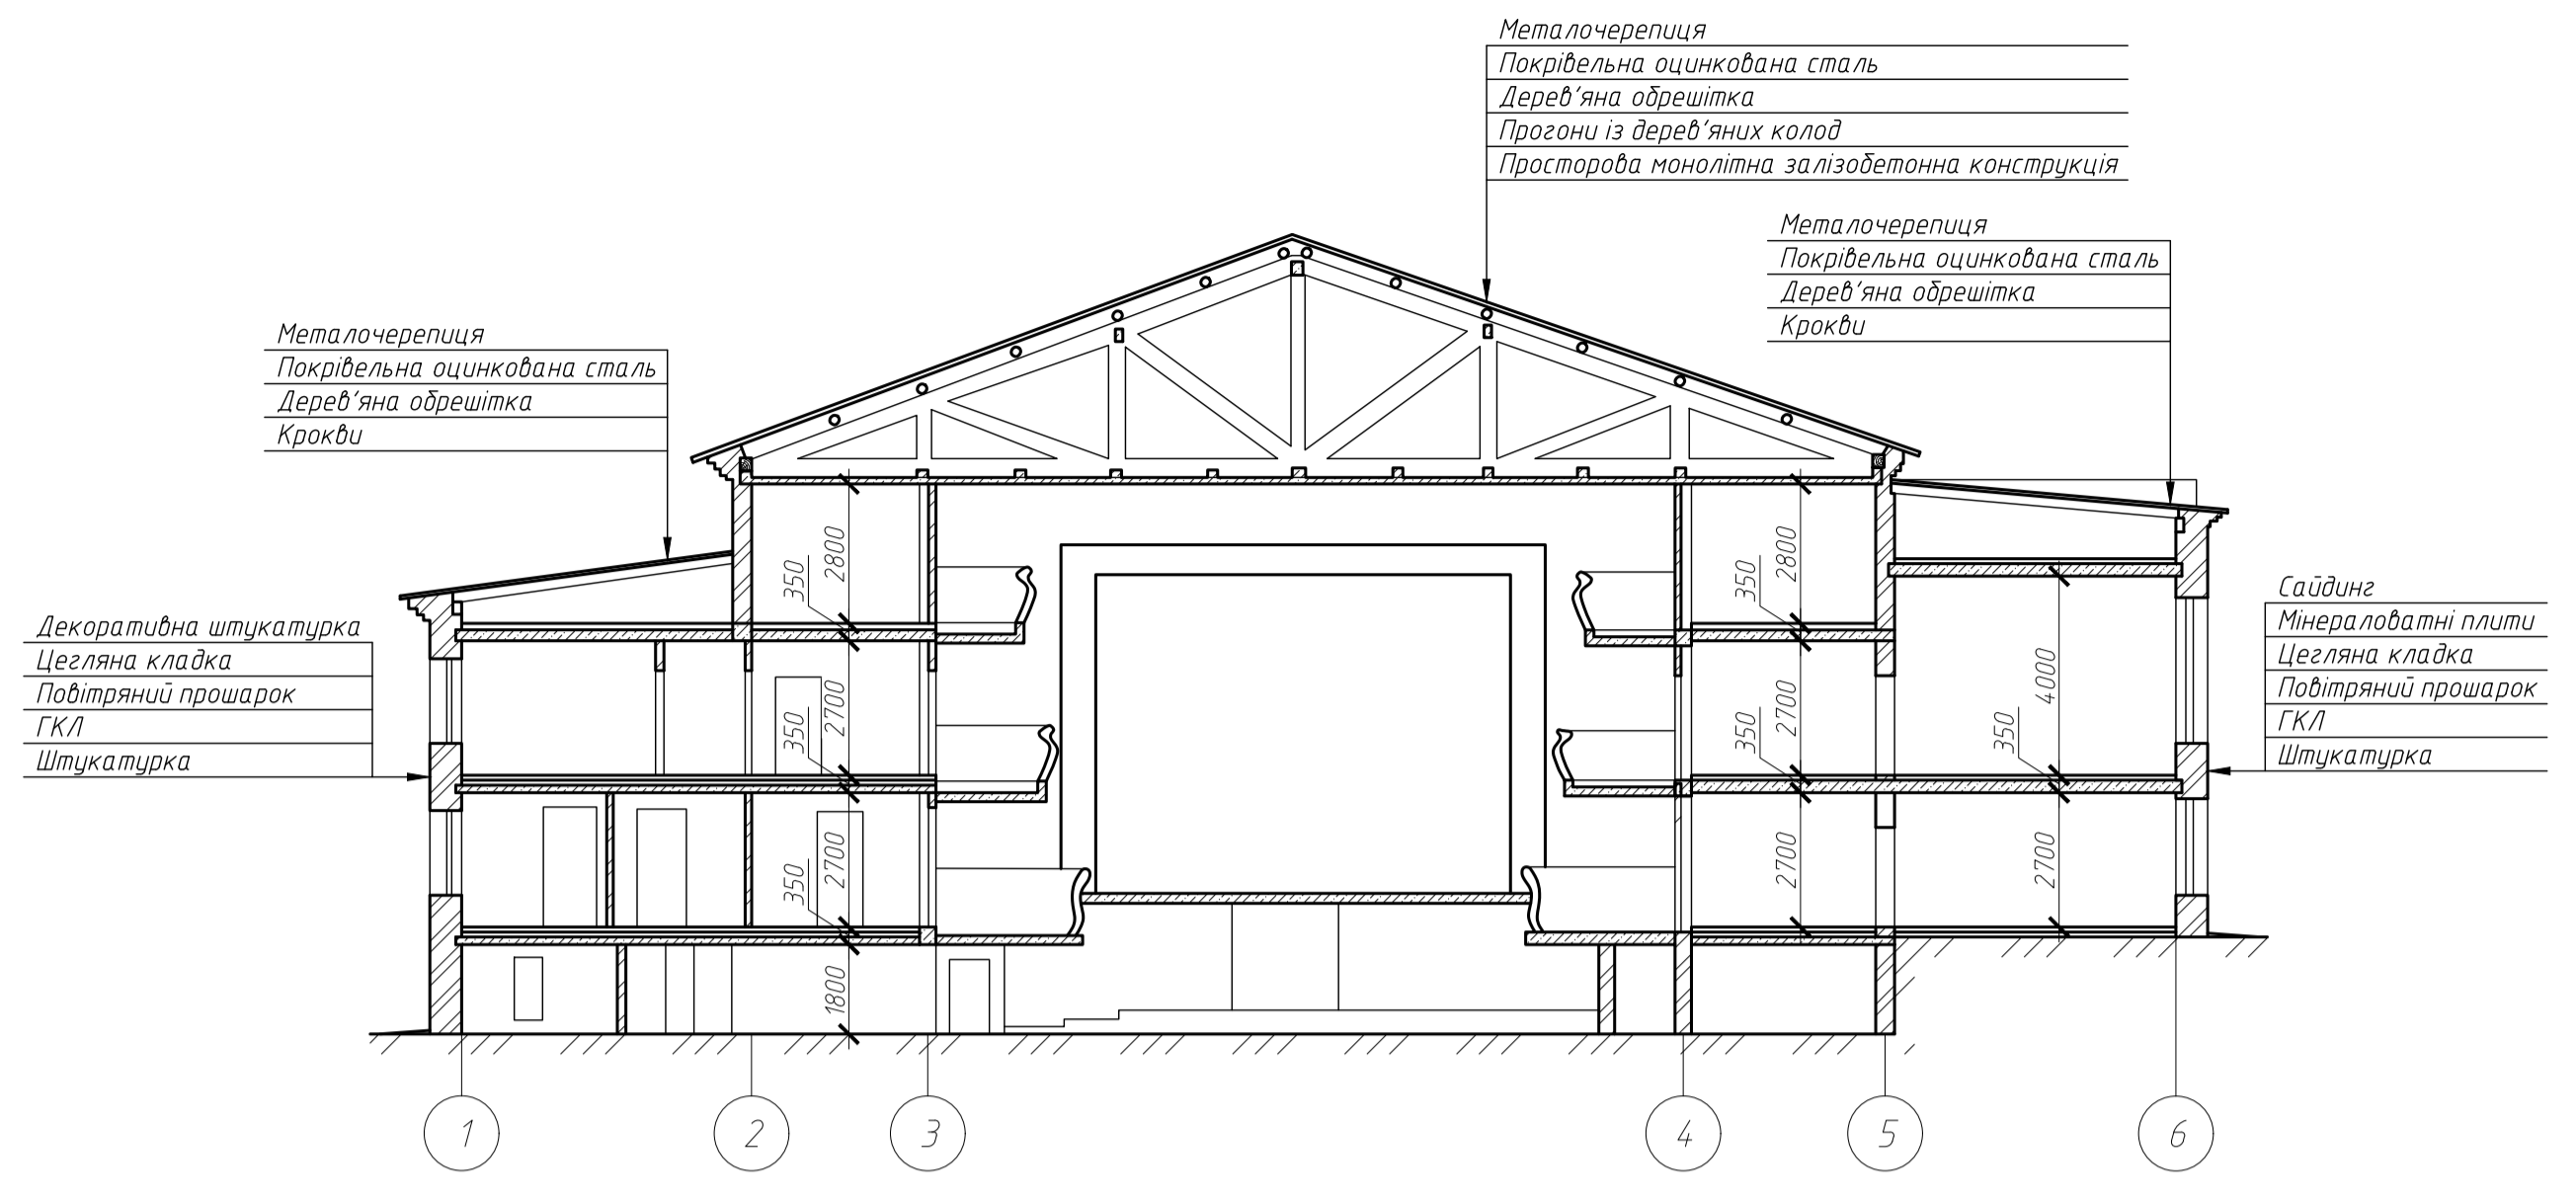 Металочерепиця
Покрівельна оцинкована сталь
Дерев'яна обрешітка
Прогони із дерев'яних колод
Просторова монолітна залізобетонна конструкція
Металочерепиця
Покрівельна оцинкована сталь
Дерев'яна обрешітка
Крокви
Металочерепиця
Покрівельна оцинкована сталь
Дерев'яна обрешітка
Крокви
Декоративна штукатурка
Цегляна кладка
Повітряний прошарок
ГКЛ
Штукатурка
Сайдинг
Мінераловатні плити
Цегляна кладка
Повітряний прошарок
ГКЛ
Штукатурка
350
2800
350
2700
350
2700
1800
350
2800
350
2700
2700
4000
350
2700
1
2
3
4
5
6